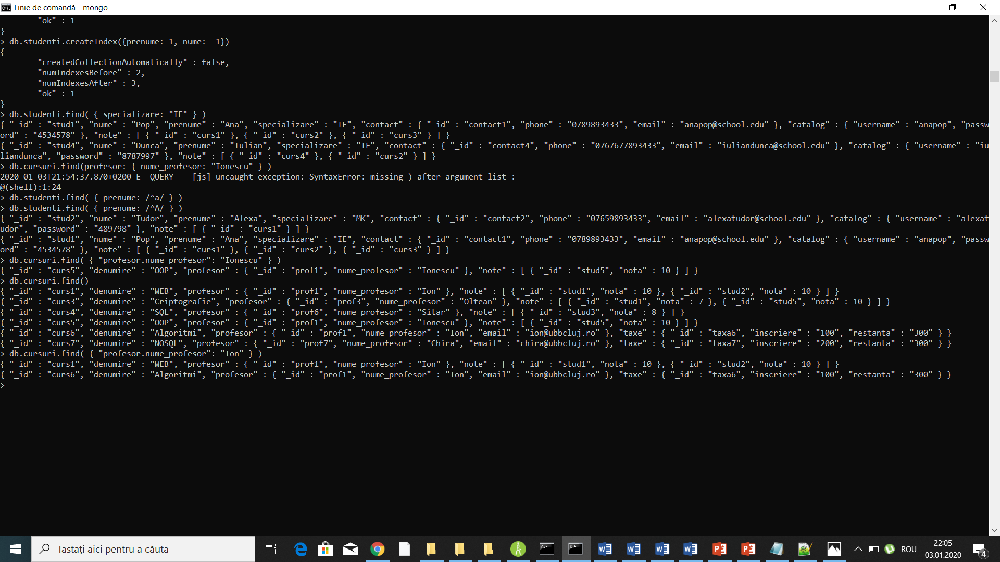 Linie de comandă - mongo
        "ok" : 1
}
> db.studenti.createIndex({prenume: 1, nume: -1})
{
        "createdCollectionAutomatically" : false,
        "numIndexesBefore" : 2,
        "numIndexesAfter" : 3,
        "ok" : 1
}
> db.studenti.find( { specializare: "IE" } )
{ "_id" : "stud1", "nume" : "Pop", "prenume" : "Ana", "specializare" : "IE", "contact" : { "_id" : "contact1", "phone" : "0789893433", "email" : "anapop@school.edu" }, "catalog" : { "username" : "anapop", "passw
ord" : "4534578" }, "note" : [ { "_id" : "curs1" }, { "_id" : "curs2" }, { "_id" : "curs3" } ] }
{ "_id" : "stud4", "nume" : "Dunca", "prenume" : "Iulian", "specializare" : "IE", "contact" : { "_id" : "contact4", "phone" : "0767677893433", "email" : "iuliandunca@school.edu" }, "catalog" : { "username" : "iu
liandunca", "password" : "8787997" }, "note" : [ { "_id" : "curs4" }, { "_id" : "curs2" } ] }
> db.cursuri.find(profesor: { nume_profesor: "Ionescu" } )
2020-01-03T21:54:37.870+0200 E  QUERY    [js] uncaught exception: SyntaxError: missing ) after argument list :
@(shell):1:24
> db.studenti.find( { prenume: /^a/ } )
> db.studenti.find( { prenume: /^A/ } )
{ "_id" : "stud2", "nume" : "Tudor", "prenume" : "Alexa", "specializare" : "MK", "contact" : { "_id" : "contact2", "phone" : "07659893433", "email" : "alexatudor@school.edu" }, "catalog" : { "username" : "alexat
udor", "password" : "489798" }, "note" : [ { "_id" : "curs1" } ] }
{ "_id" : "stud1", "nume" : "Pop", "prenume" : "Ana", "specializare" : "IE", "contact" : { "_id" : "contact1", "phone" : "0789893433", "email" : "anapop@school.edu" }, "catalog" : { "username" : "anapop", "passw
ord" : "4534578" }, "note" : [ { "_id" : "curs1" }, { "_id" : "curs2" }, { "_id" : "curs3" } ] }
> db.cursuri.find( { "profesor.nume_profesor": "Ionescu" } )
{ "_id" : "curs5", "denumire" : "OOP", "profesor" : { "_id" : "prof1", "nume_profesor" : "Ionescu" }, "note" : [ { "_id" : "stud5", "nota" : 10 } ] }
> db.cursuri.find()
{ "_id" : "curs1", "denumire" : "WEB", "profesor" : { "_id" : "prof1", "nume_profesor" : "Ion" }, "note" : [ { "_id" : "stud1", "nota" : 10 }, { "_id" : "stud2", "nota" : 10 } ] }
{ "_id" : "curs3", "denumire" : "Criptografie", "profesor" : { "_id" : "prof3", "nume_profesor" : "Oltean" }, "note" : [ { "_id" : "stud1", "nota" : 7 }, { "_id" : "stud5", "nota" : 10 } ] }
{ "_id" : "curs4", "denumire" : "SQL", "profesor" : { "_id" : "prof6", "nume_profesor" : "Sitar" }, "note" : [ { "_id" : "stud3", "nota" : 8 } ] }
{ "_id" : "curs5", "denumire" : "OOP", "profesor" : { "_id" : "prof1", "nume_profesor" : "Ionescu" }, "note" : [ { "_id" : "stud5", "nota" : 10 } ] }
{ "_id" : "curs6", "denumire" : "Algoritmi", "profesor" : { "_id" : "prof1", "nume_profesor" : "Ion", "email" : "ion@ubbcluj.ro" }, "taxe" : { "_id" : "taxa6", "inscriere" : "100", "restanta" : "300" } }
{ "_id" : "curs7", "denumire" : "NOSQL", "profesor" : { "_id" : "prof7", "nume_profesor" : "Chira", "email" : "chira@ubbcluj.ro" }, "taxe" : { "_id" : "taxa7", "inscriere" : "200", "restanta" : "300" } }
> db.cursuri.find( { "profesor.nume_profesor": "Ion" } )
{ "_id" : "curs1", "denumire" : "WEB", "profesor" : { "_id" : "prof1", "nume_profesor" : "Ion" }, "note" : [ { "_id" : "stud1", "nota" : 10 }, { "_id" : "stud2", "nota" : 10 } ] }
{ "_id" : "curs6", "denumire" : "Algoritmi", "profesor" : { "_id" : "prof1", "nume_profesor" : "Ion", "email" : "ion@ubbcluj.ro" }, "taxe" : { "_id" : "taxa6", "inscriere" : "100", "restanta" : "300" } }
>
Tastați aici pentru a căuta
ROU
22:05
03.01.2020
4